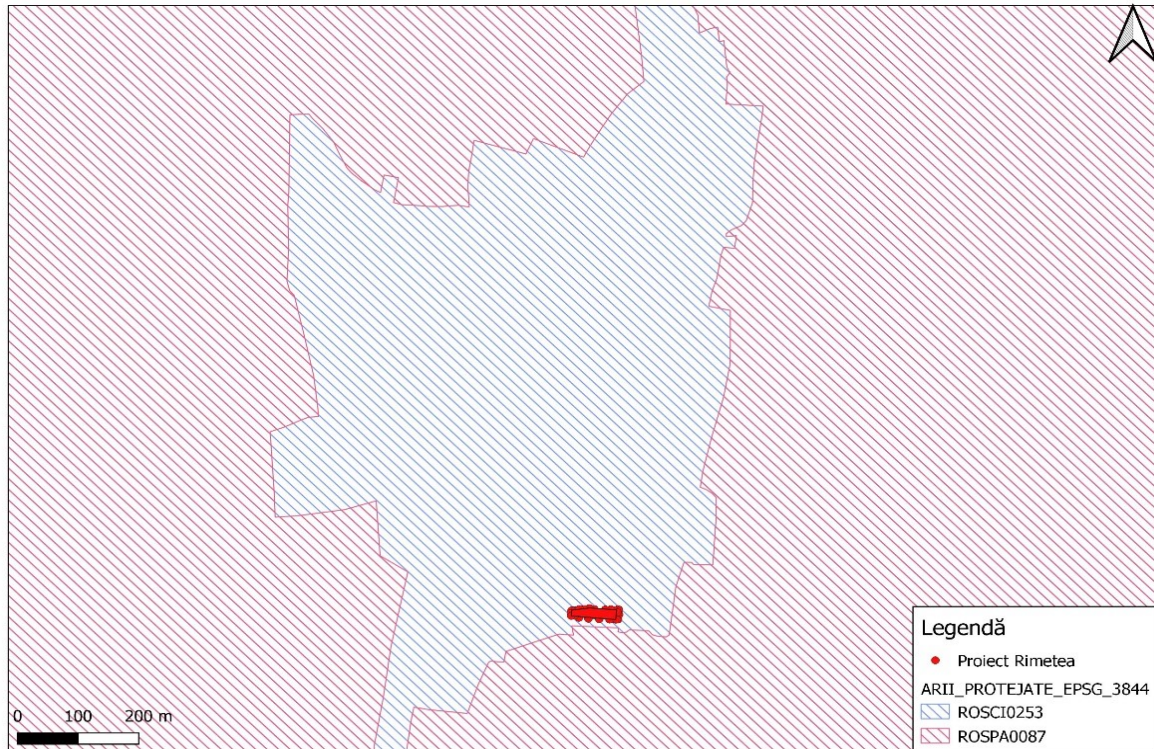 Legendă
Proiect Rimetea
ARII_PROTEJATE_EPSG_3844
ROSCI0253
ROSPA0087
0 100 200 m